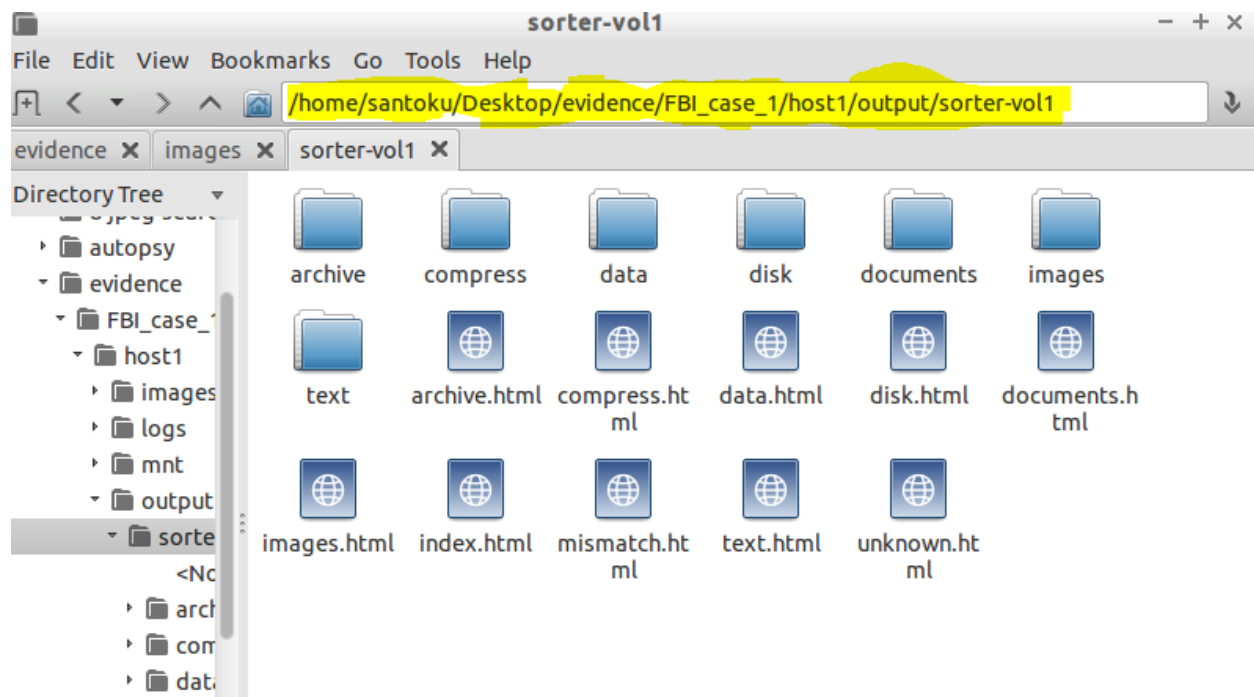 sorter-vol1
File Edit View Bookmarks Go Tools Help
/home/santoku/Desktop/evidence/FBI_case_1/host1/output/sorter-vol1
evidence images sorter-vol1
Directory Tree
autopsy
evidence
FBI_case_1
host1
images
logs
mnt
output
sorte
<No
arch
com
data
archive compress data disk documents images
text archive.html compress.ht data.html disk.html documents.h
ml tml
images.html index.html mismatch.ht text.html unknown.ht
ml ml